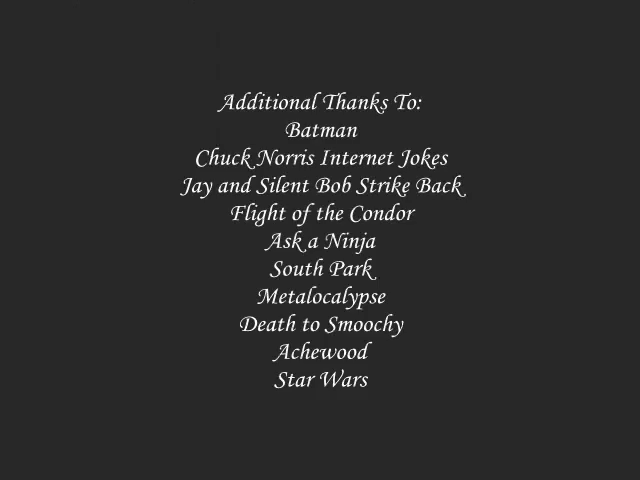 Additional Thanks To:
Batman
Chuck Norris Internet Jokes
Jay and Silent Bob Strike Back
Flight of the Condor
Ask a Ninja
South Park
Metalocalypse
Death to Smoochy
Achewood
Star Wars